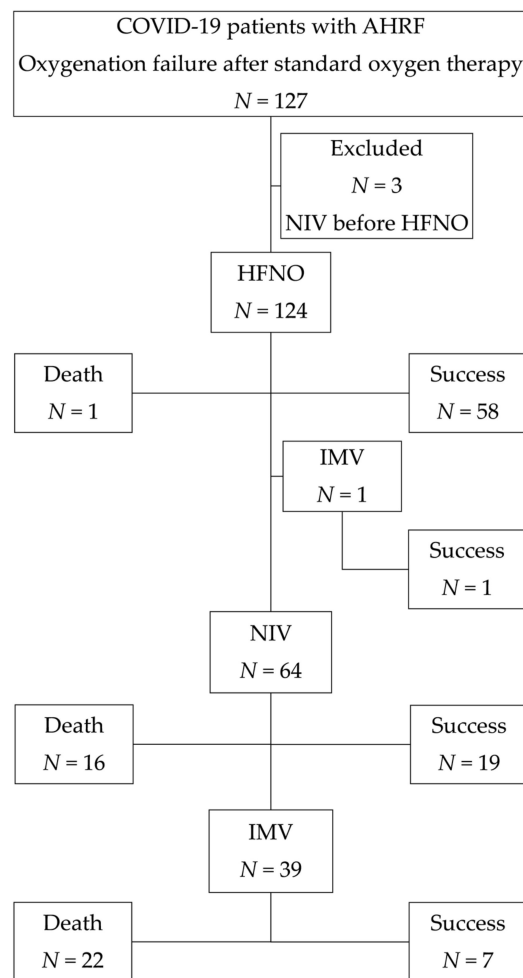 COVID-19 patients with AHRF
Oxygenation failure after standard oxygen therapy
N = 127
Excluded
N = 3
NIV before HFNO
HFNO
N = 124
Death
N = 1
Success
N = 58
IMV
N = 1
Success
N = 1
NIV
N = 64
Death
N = 16
Success
N = 19
IMV
N = 39
Death
N = 22
Success
N = 7